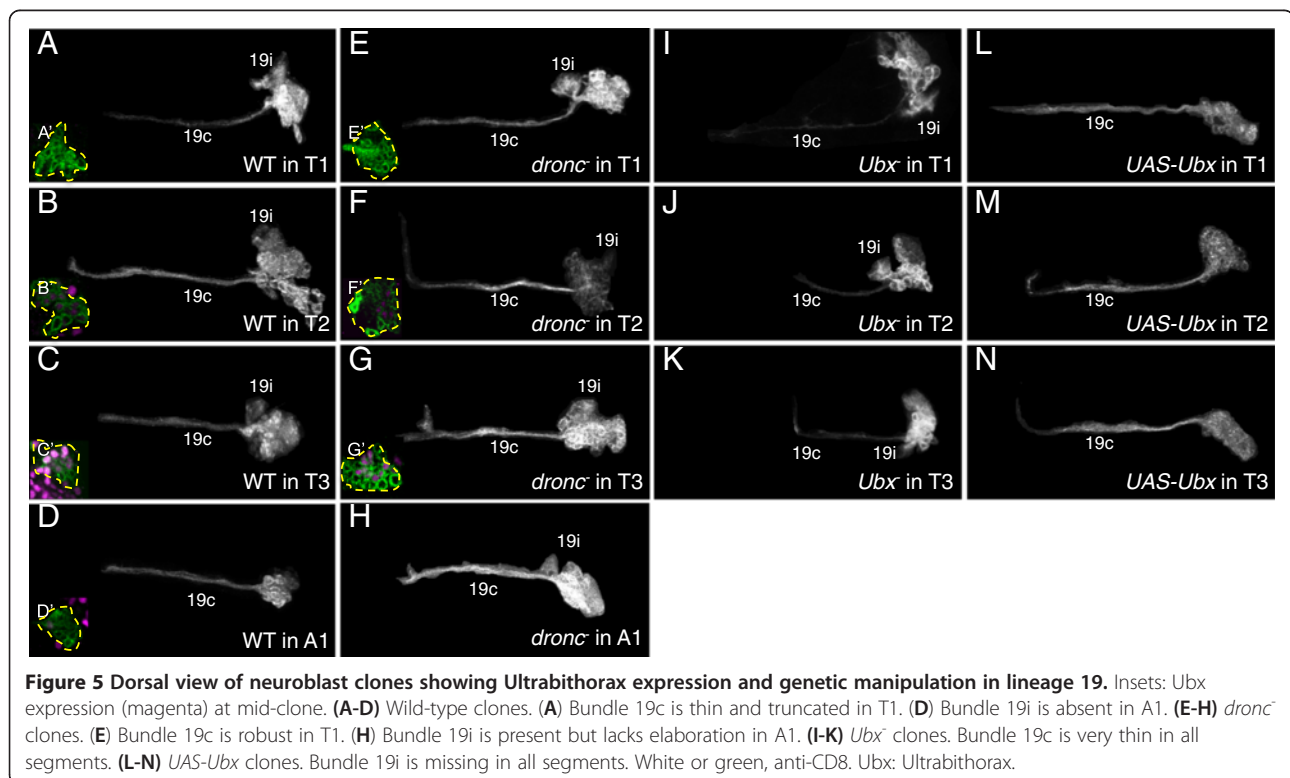 A
19i
19c
A'
WT in T1
E
19i
19c
E'
dronc- in T1
I
19c
19i
Ubx- in T1
L
19c
UAS-Ubx in T1
B
19i
19c
B'
WT in T2
F
19i
19c
F'
dronc- in T2
J
19i
19c
Ubx- in T2
M
19c
UAS-Ubx in T2
C
19i
19c
C'
WT in T3
G
19i
19c
G'
dronc- in T3
K
19c
19i
Ubx- in T3
N
19c
UAS-Ubx in T3
D
19c
D'
WT in A1
H
19i
19c
dronc- in A1
Figure 5 Dorsal view of neuroblast clones showing Ultrabithorax expression and genetic manipulation in lineage 19. Insets: Ubx
expression (magenta) at mid-clone. (A-D) Wild-type clones. (A) Bundle 19c is thin and truncated in T1. (D) Bundle 19i is absent in A1. (E-H) dronc-
clones. (E) Bundle 19c is robust in T1. (H) Bundle 19i is present but lacks elaboration in A1. (I-K) Ubx- clones. Bundle 19c is very thin in all
segments. (L-N) UAS-Ubx clones. Bundle 19i is missing in all segments. White or green, anti-CD8. Ubx: Ultrabithorax.